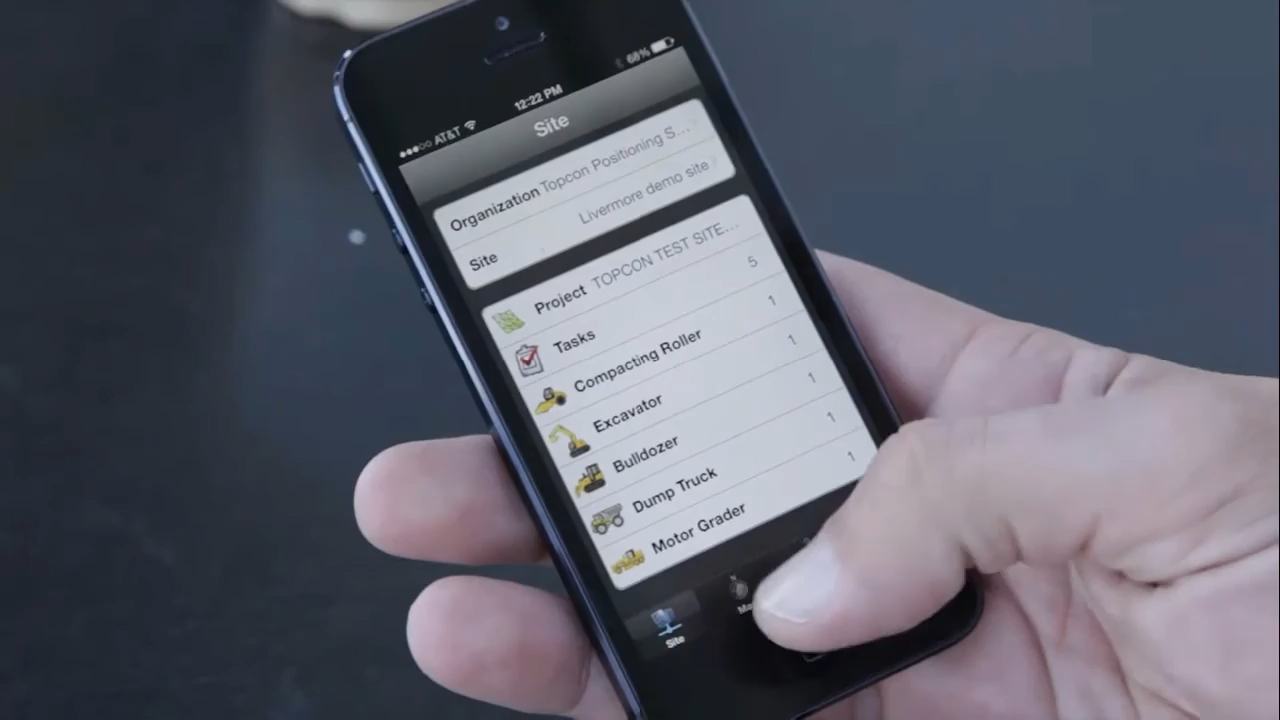 ●●●○○ AT&T 12:22 PM 68%
Site
Organization Topcon Positioning S...
Site Livermore demo site
Project TOPCON TEST SITE...
Tasks 5
Compacting Roller 1
Excavator 1
Bulldozer 1
Dump Truck 1
Motor Grader 1
Site